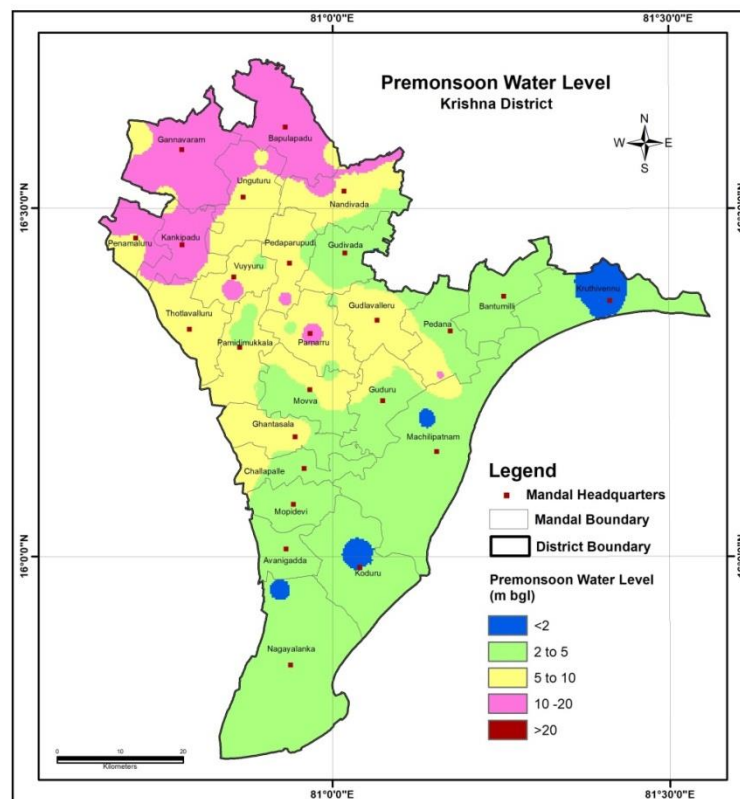 81°0'0"E
81°30'0"E
Premonsoon Water Level
Krishna District
N
W
E
S
Gannavaram
Bapulapadu
Unguturu
Nandivada
16°30'0"N
Penamaluru
Kankipadu
Pedaparupudi
Gudivada
Vuyyuru
Kruthivennu
Bantumilli
Thotlavalluru
Gudlavalleru
Pedana
Pamidimukkala
Pamarru
Movva
Guduru
Ghantasala
Machilipatnam
Challapalle
Mopidevi
Avanigadda
Koduru
Nagayalanka
16°0'0"N
16°0'0"N
Legend
Mandal Headquarters
Mandal Boundary
District Boundary
Premonsoon Water Level
(m bgl)
<2
2 to 5
5 to 10
10 -20
>20
0 10 20
Kilometers
81°0'0"E
81°30'0"E